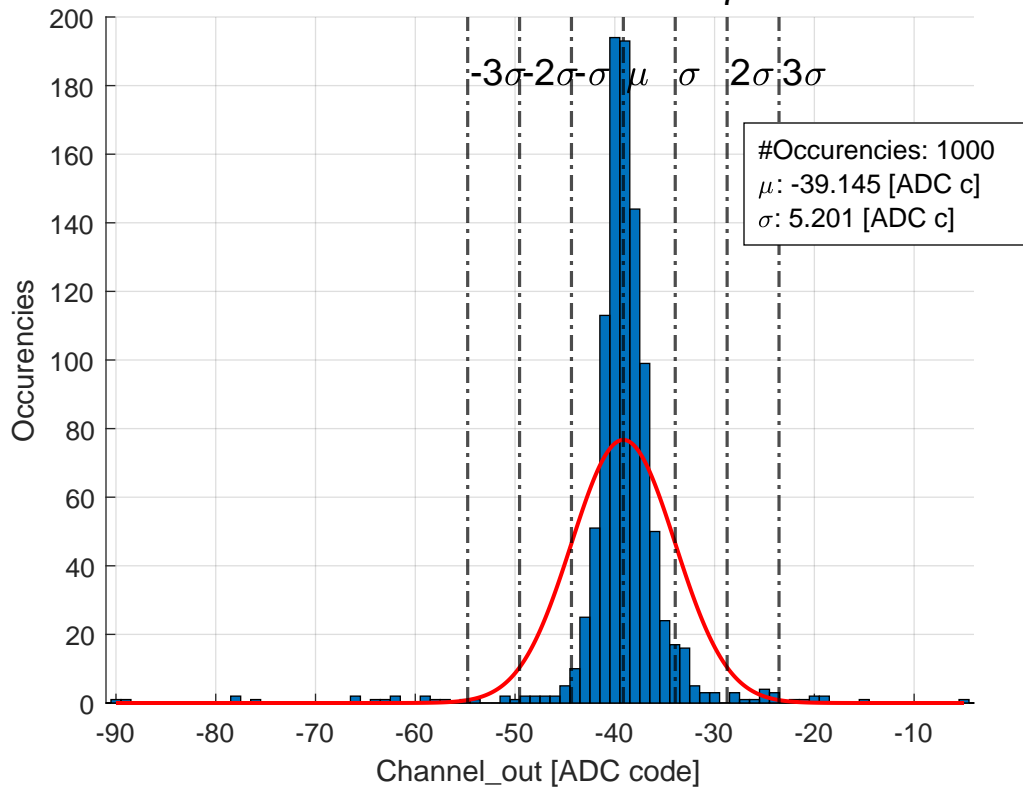 200
180
160
140
120
100
80
60
40
20
0
-3σ -2σ -σ μ σ 2σ 3σ
#Occurencies: 1000
μ: -39.145 [ADC c]
σ: 5.201 [ADC c]
Occurencies
-90 -80 -70 -60 -50 -40 -30 -20 -10
Channel_out [ADC code]